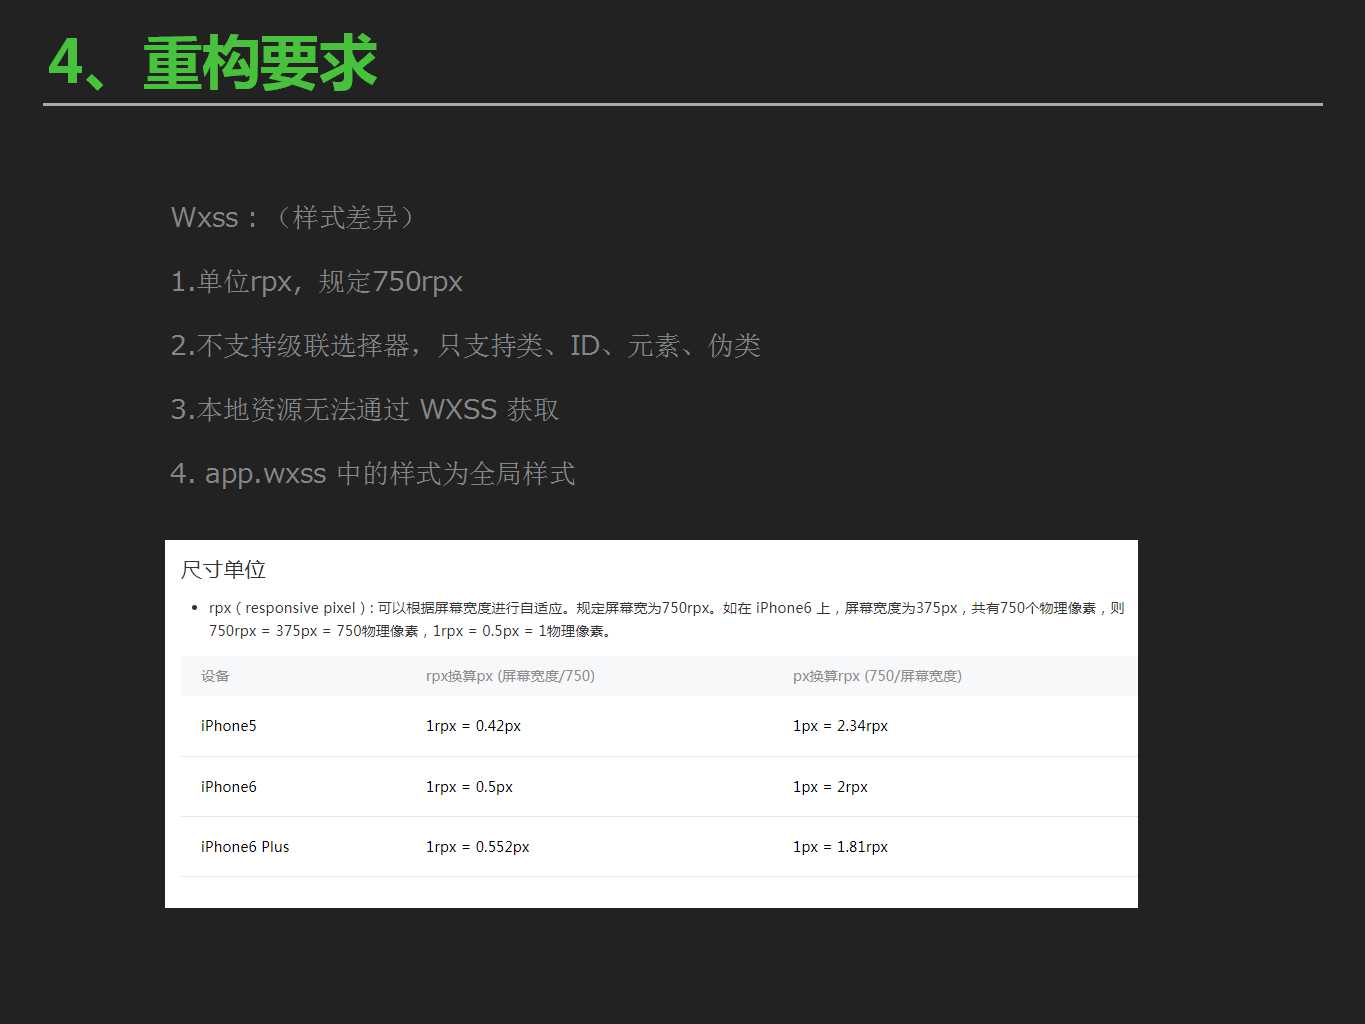 4、重构要求
Wxss：（样式差异）
1.单位rpx，规定750rpx
2.不支持级联选择器，只支持类、ID、元素、伪类
3.本地资源无法通过 WXSS 获取
4. app.wxss 中的样式为全局样式
尺寸单位
• rpx（responsive pixel）: 可以根据屏幕宽度进行自适应。规定屏幕宽为750rpx。如在 iPhone6 上，屏幕宽度为375px，共有750个物理像素，则
750rpx = 375px = 750物理像素，1rpx = 0.5px = 1物理像素。
设备 rpx换算px (屏幕宽度/750) px换算rpx (750/屏幕宽度)
iPhone5 1rpx = 0.42px 1px = 2.34rpx
iPhone6 1rpx = 0.5px 1px = 2rpx
iPhone6 Plus 1rpx = 0.552px 1px = 1.81rpx